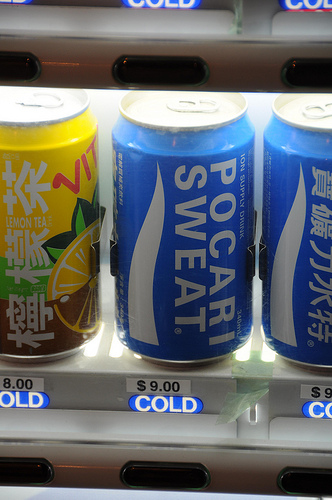 COLD
COLD
COLD
VIT
檸檬茶
LEMON TEA
POCARI
SWEAT
ION SUPPLY DRINK
寶礦力水特
8.00
$ 9.00
$ 9
OLD
COLD
CO